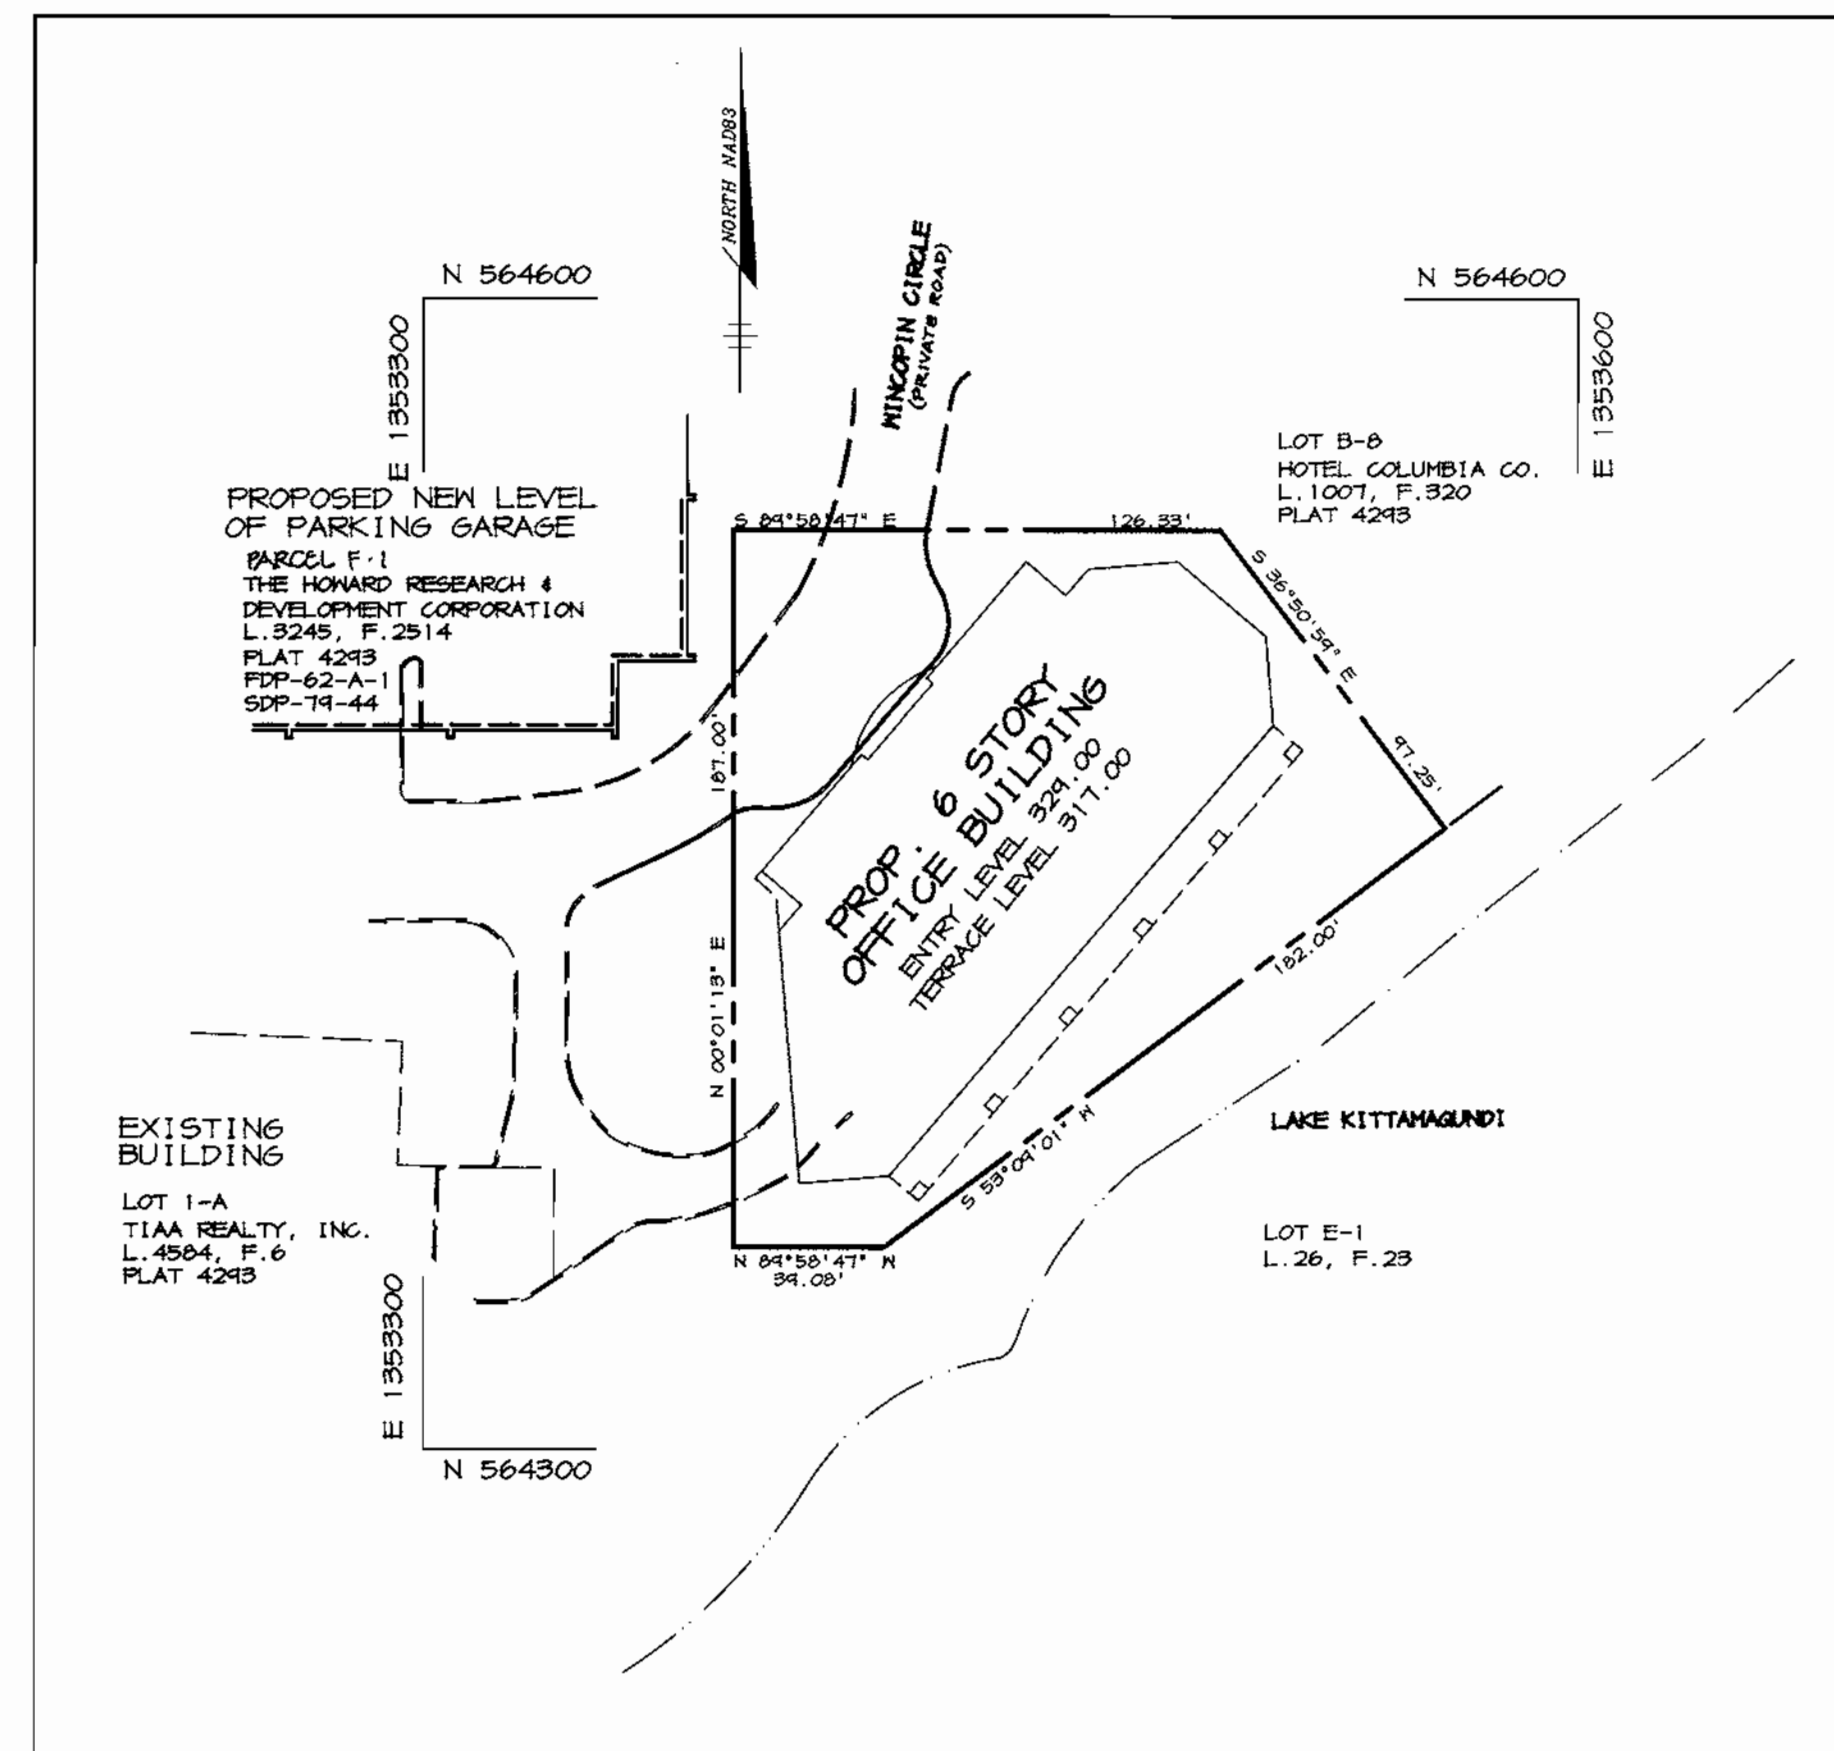 NORTH NAD83
WINCOPIN CIRCLE
(PRIVATE ROAD)
N 564600
E 1353300
N 564600
E 1353600
LOT B-8
HOTEL COLUMBIA CO.
L.1007, F.320
PLAT 4293
PROPOSED NEW LEVEL
OF PARKING GARAGE
PARCEL F-1
THE HOWARD RESEARCH &
DEVELOPMENT CORPORATION
L.3245, F.2514
PLAT 4293
FDP-62-A-1
SDP-79-44
S 89°58'47" E
126.33'
S 36°50'59" E
97.25'
187.00'
N 00°01'13" E
PROP. 6 STORY
OFFICE BUILDING
ENTRY LEVEL 329.00
TERRACE LEVEL 317.00
182.00'
S 53°09'01" W
N 89°58'47" W
39.08'
LAKE KITTAMAQUNDI
LOT E-1
L.26, F.23
EXISTING
BUILDING
LOT 1-A
TIAA REALTY, INC.
L.4584, F.6
PLAT 4293
E 1353300
N 564300